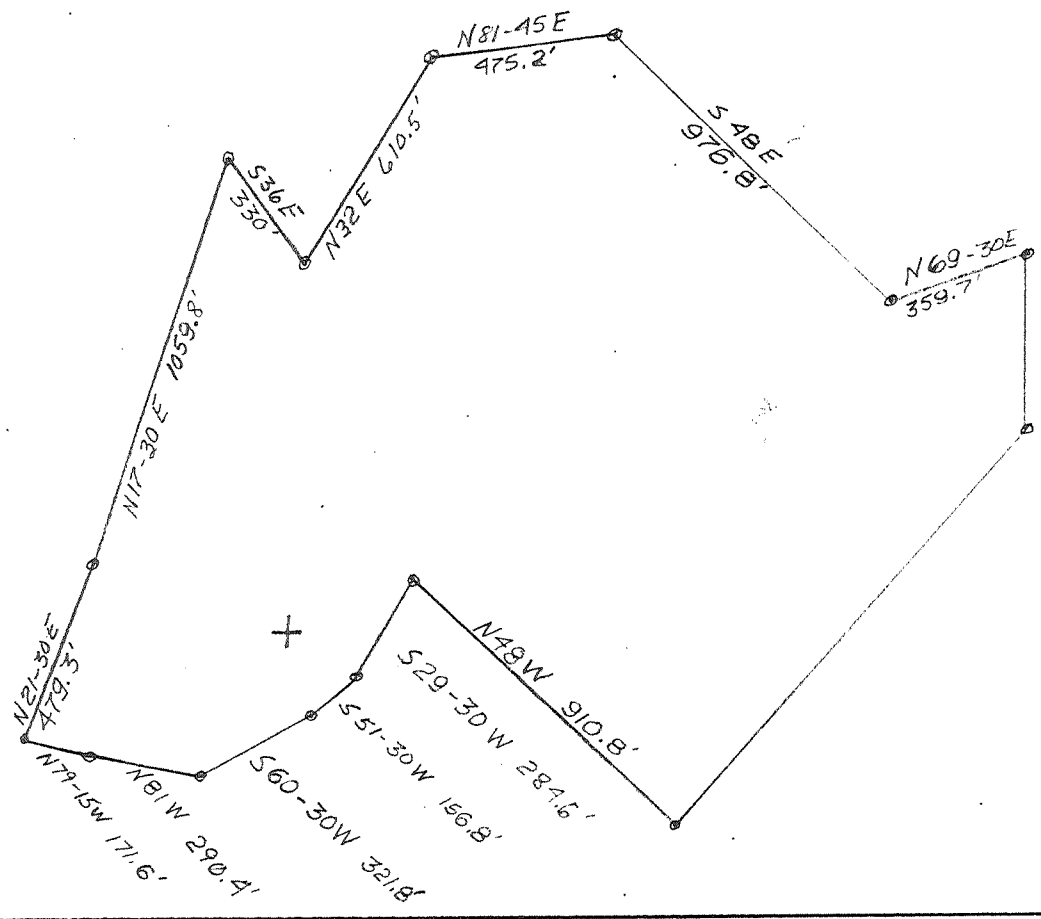 N81-45E
475.2'
S 48 E
976.8'
S36E
330'
N32E 610.5'
N69-30E
359.7'
N17-30E 1059.8'
N21-30E
479.3'
N48W 910.8'
S29-30W 284.6'
S51-30W 156.8'
S60-30W 321.8'
N81W 290.4'
N79-15W 171.6'